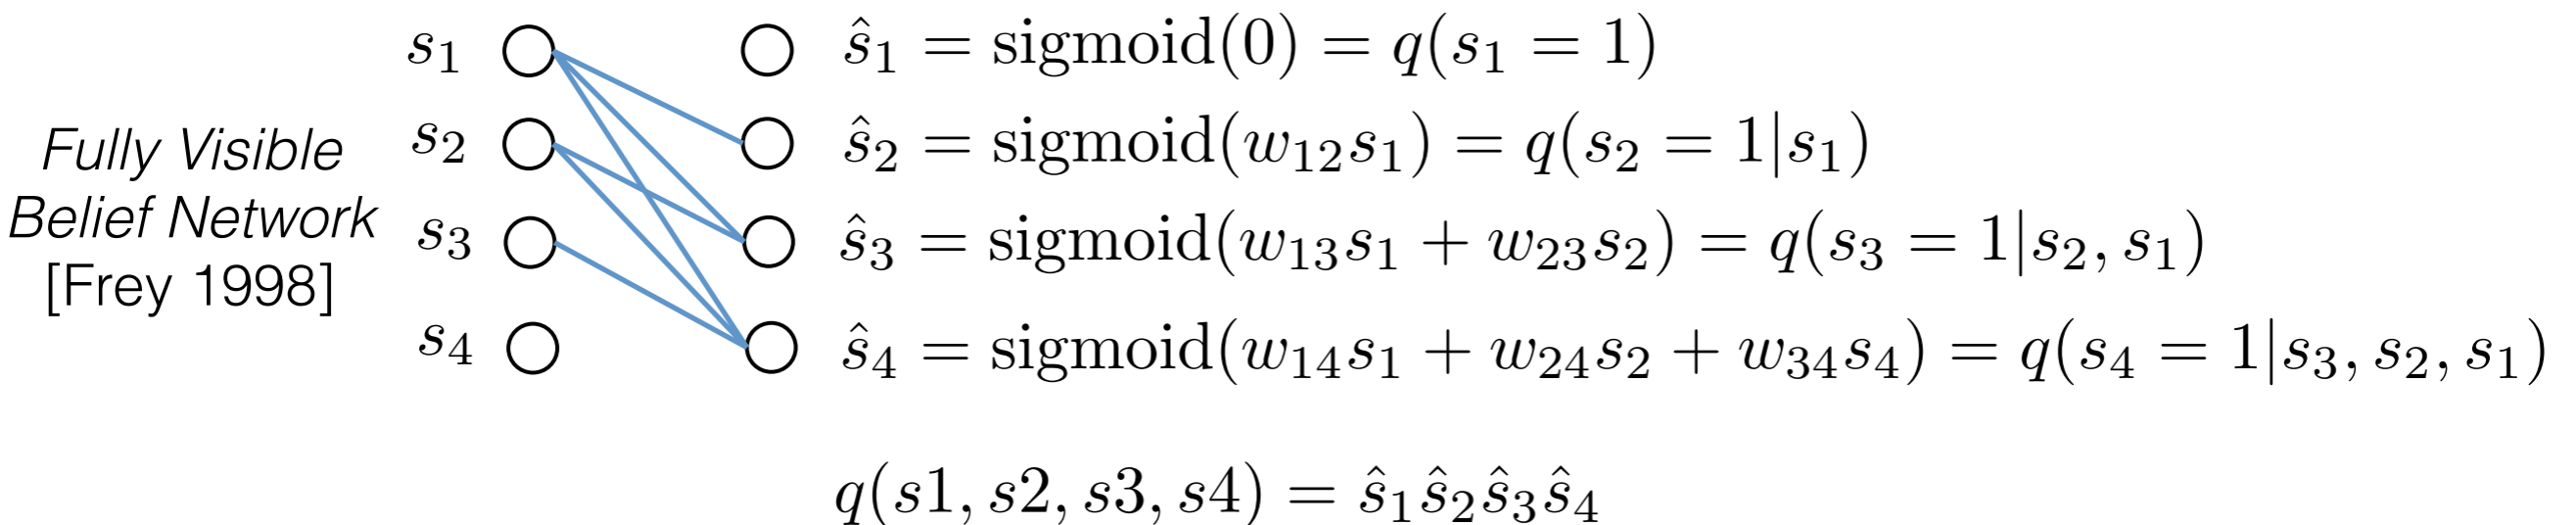 Fully Visible
Belief Network
[Frey 1998]
s₁
s₂
s₃
s₄
ŝ₁ = sigmoid(0) = q(s₁ = 1)
ŝ₂ = sigmoid(w₁₂s₁) = q(s₂ = 1|s₁)
ŝ₃ = sigmoid(w₁₃s₁ + w₂₃s₂) = q(s₃ = 1|s₂, s₁)
ŝ₄ = sigmoid(w₁₄s₁ + w₂₄s₂ + w₃₄s₄) = q(s₄ = 1|s₃, s₂, s₁)
q(s1, s2, s3, s4) = ŝ₁ŝ₂ŝ₃ŝ₄